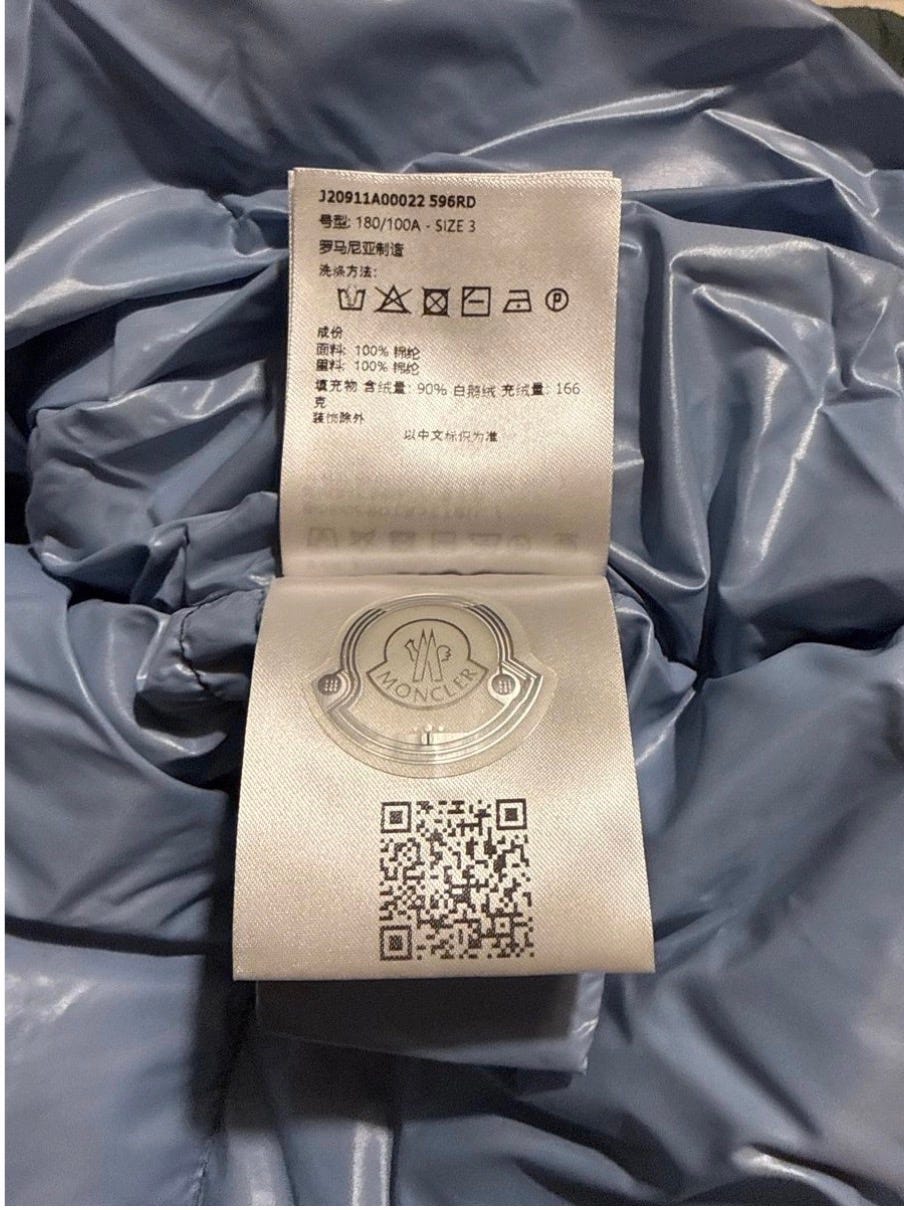 J20911A00022 596RD
号型: 180/100A - SIZE 3
罗马尼亚制造
洗涤方法:
P
成份
面料: 100% 棉纶
里料: 100% 棉纶
填充物 含绒量: 90% 白鹅绒 充绒量: 166
克
装饰除外
以中文标识为准
MONCLER